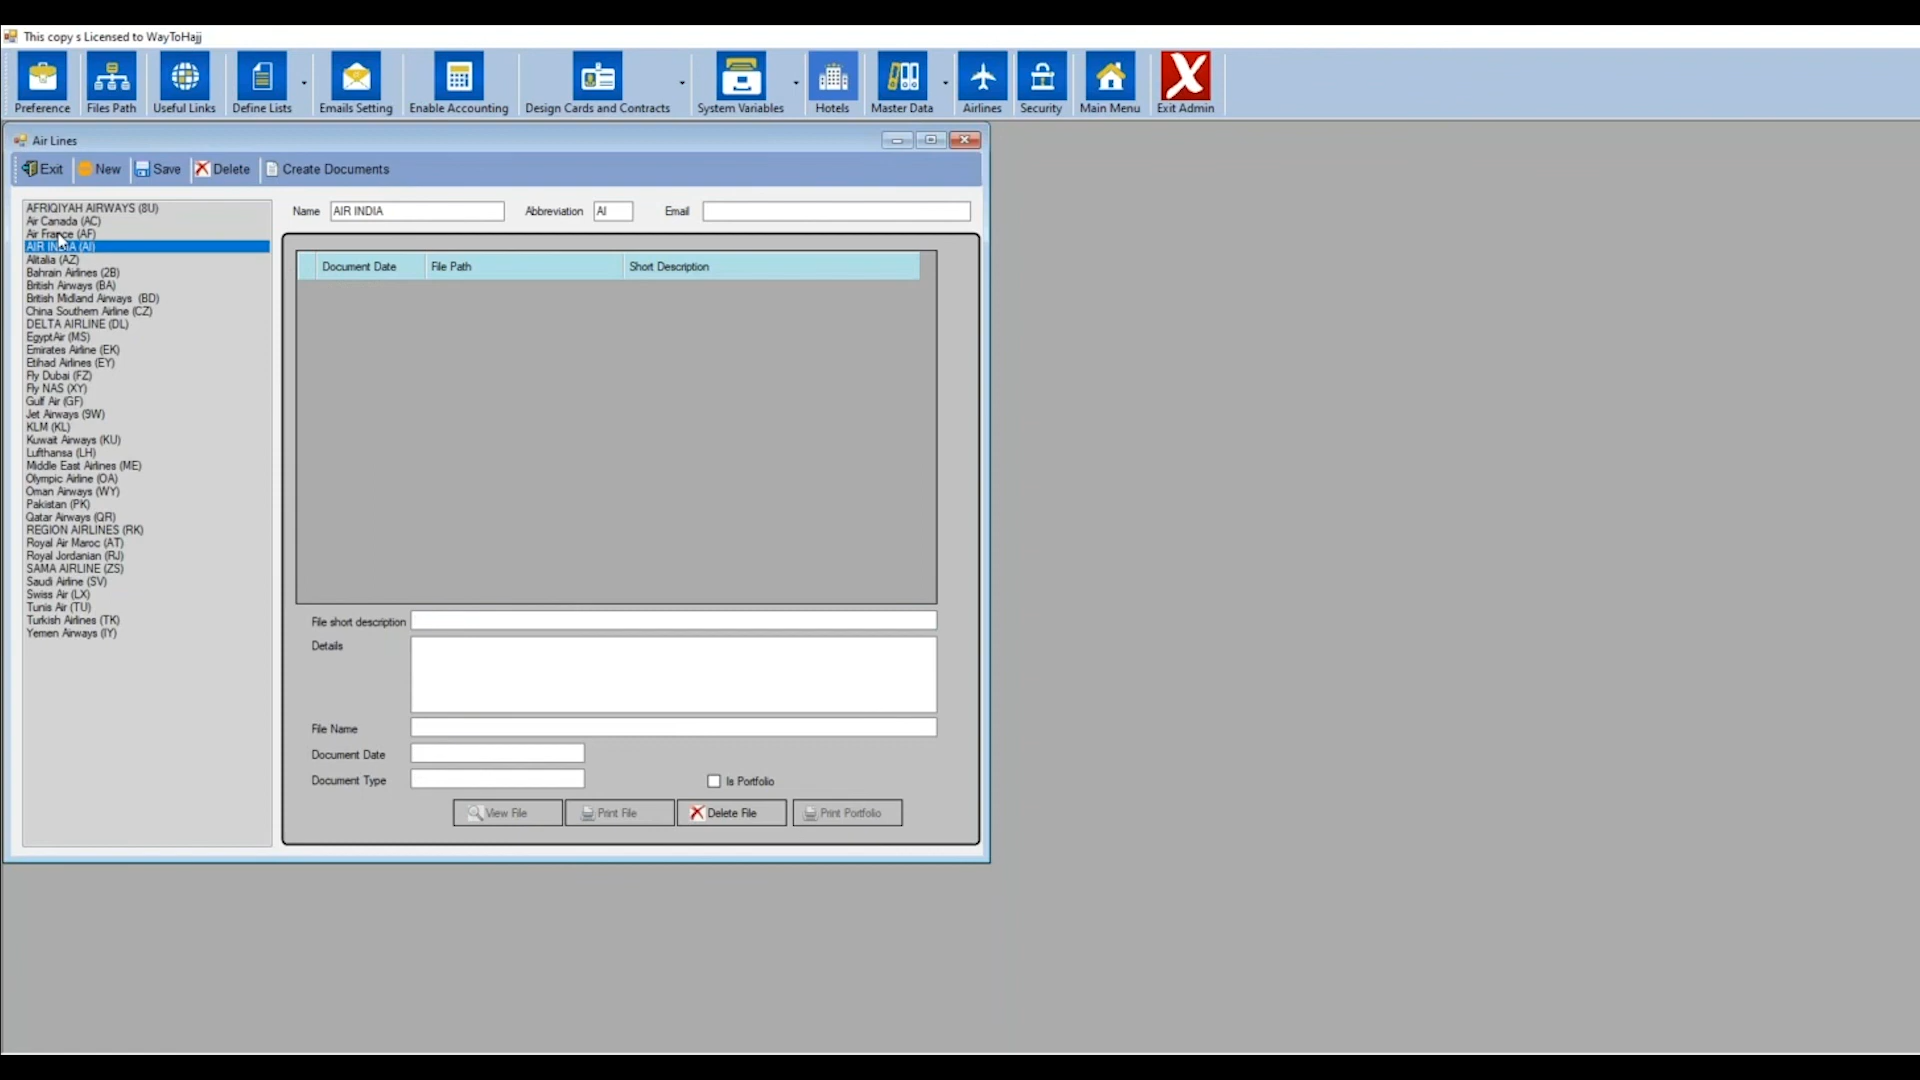 This copy s Licensed to WayToHajj
Preference Files Path Useful Links Define Lists Emails Setting Enable Accounting Design Cards and Contracts System Variables Hotels Master Data Airlines Security Main Menu Exit Admin
Air Lines
Exit New Save Delete Create Documents
Name AIR INDIA Abbreviation AI Email
AFRIQIYAH AIRWAYS (8U)
Air Canada (AC)
Air France (AF)
AIR INDIA (AI)
Alitalia (AZ)
Bahrain Airlines (2B)
British Airways (BA)
British Midland Airways (BD)
China Southern Airline (CZ)
DELTA AIRLINE (DL)
EgyptAir (MS)
Emirates Airline (EK)
Etihad Airlines (EY)
Fly Dubai (FZ)
Fly NAS (XY)
Gulf Air (GF)
Jet Airways (9W)
KLM (KL)
Kuwait Airways (KU)
Lufthansa (LH)
Middle East Airlines (ME)
Olympic Airline (OA)
Oman Airways (WY)
Pakistan (PK)
Qatar Airways (QR)
REGION AIRLINES (RK)
Royal Air Maroc (AT)
Royal Jordanian (RJ)
SAMA AIRLINE (ZS)
Saudi Airline (SV)
Swiss Air (LX)
Tunis Air (TU)
Turkish Airlines (TK)
Yemen Airways (IY)
Document Date File Path Short Description
File short description
Details
File Name
Document Date
Document Type Is Portfolio
View File Print File Delete File Print Portfolio